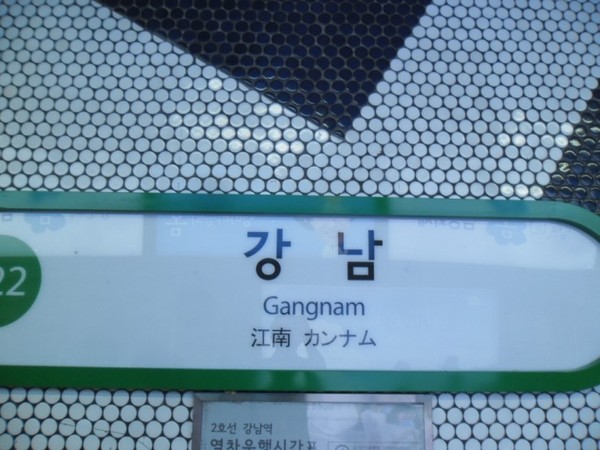 강남
22
Gangnam
江南 カンナム
2호선 강남역
열차운행시간표